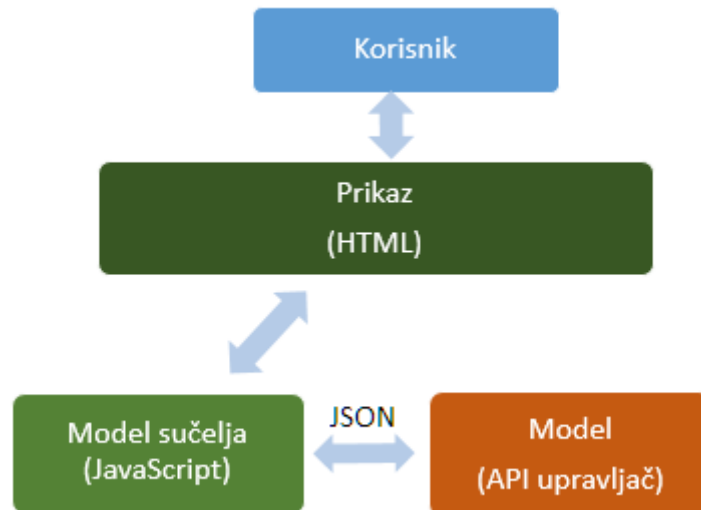 Korisnik
Prikaz
(HTML)
Model sučelja
(JavaScript)
JSON
Model
(API upravljač)